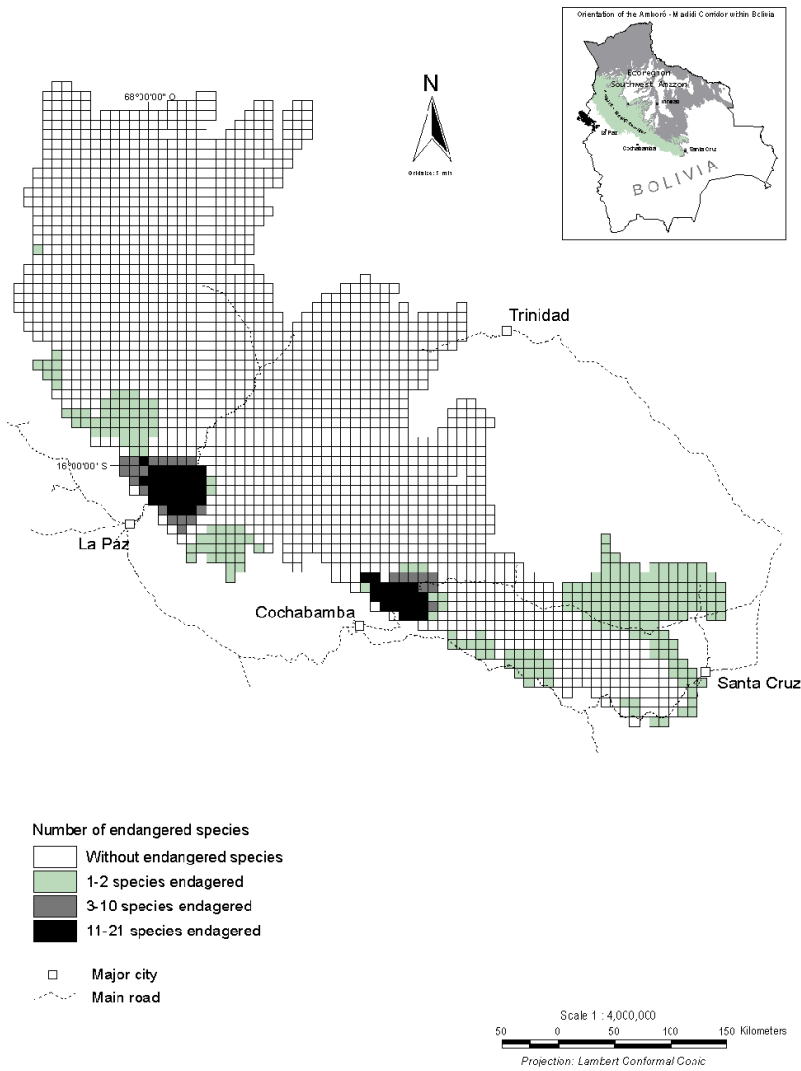 Orientation of the Amboró - Madidi Corridor within Bolivia
Ecoregion
Southwest Amazon
La Paz
Cochabamba
Santa Cruz
BOLIVIA
68°00'00" O
N
Trinidad
16°00'00" S
La Paz
Cochabamba
Santa Cruz
Number of endangered species
Without endangered species
1-2 species endagered
3-10 species endagered
11-21 species endagered
Major city
Main road
Scale 1 : 4,000,000
50 0 50 100 150 Kilometers
Projection: Lambert Conformal Conic